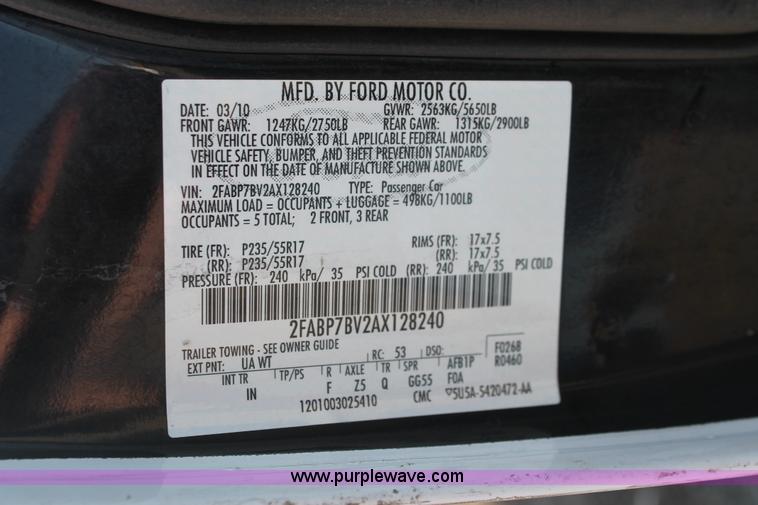 MFD. BY FORD MOTOR CO.
DATE: 03/10 GVWR: 2563KG/5650LB
FRONT GAWR: 1247KG/2750LB REAR GAWR: 1315KG/2900LB
THIS VEHICLE CONFORMS TO ALL APPLICABLE FEDERAL MOTOR
VEHICLE SAFETY, BUMPER, AND THEFT PREVENTION STANDARDS
IN EFFECT ON THE DATE OF MANUFACTURE SHOWN ABOVE.
VIN: 2FABP7BV2AX128240 TYPE: Passenger Car
MAXIMUM LOAD = OCCUPANTS + LUGGAGE = 498KG/1100LB
OCCUPANTS = 5 TOTAL; 2 FRONT, 3 REAR
TIRE (FR): P235/55R17 RIMS (FR): 17x7.5
(RR): P235/55R17 (RR): 17x7.5
PRESSURE (FR): 240 kPa/ 35 PSI COLD (RR): 240 kPa/ 35 PSI COLD
2FABP7BV2AX128240
TRAILER TOWING - SEE OWNER GUIDE
EXT PNT: UA WT RC: 53 DSO: F0268
INT TR TP/PS R AXLE TR SPR AFB1P R0460
IN F Z5 Q GG55 F0A
1201003025410 CMC 5U5A-5420472-AA
www.purplewave.com